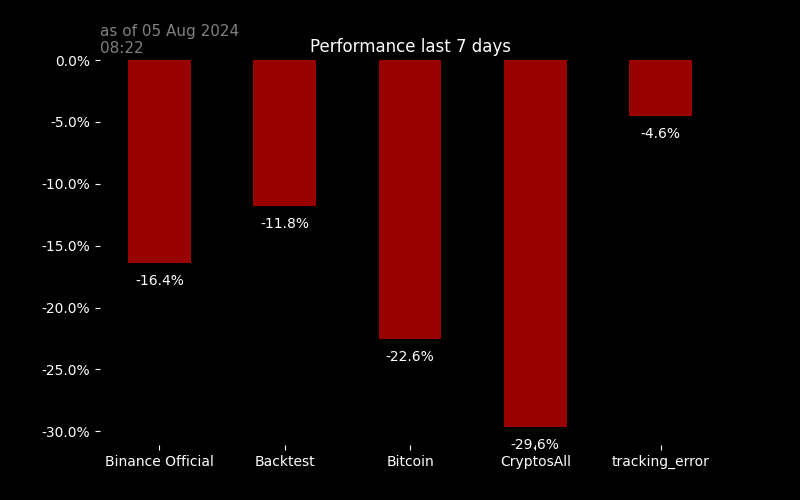 as of 05 Aug 2024
08:22
Performance last 7 days
0.0%
-5.0%
-10.0%
-15.0%
-20.0%
-25.0%
-30.0%
-16.4%
-11.8%
-22.6%
-29.6%
-4.6%
Binance Official
Backtest
Bitcoin
CryptosAll
tracking_error